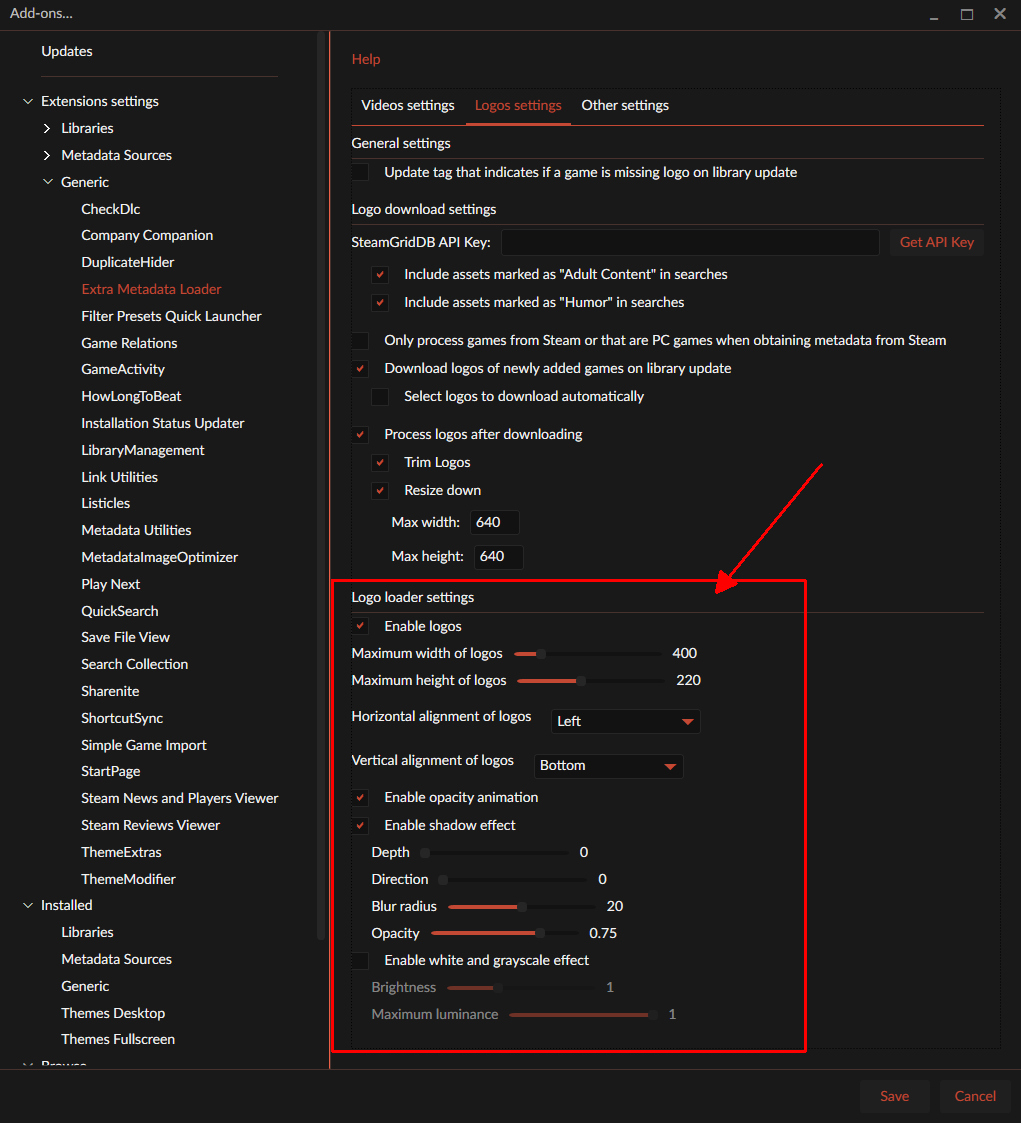 Add-ons...
Updates
Extensions settings
Libraries
Metadata Sources
Generic
CheckDlc
Company Companion
DuplicateHider
Extra Metadata Loader
Filter Presets Quick Launcher
Game Relations
GameActivity
HowLongToBeat
Installation Status Updater
LibraryManagement
Link Utilities
Listicles
Metadata Utilities
MetadataImageOptimizer
Play Next
QuickSearch
Save File View
Search Collection
Sharenite
ShortcutSync
Simple Game Import
StartPage
Steam News and Players Viewer
Steam Reviews Viewer
ThemeExtras
ThemeModifier
Installed
Libraries
Metadata Sources
Generic
Themes Desktop
Themes Fullscreen
Browse
Help
Videos settings Logos settings Other settings
General settings
Update tag that indicates if a game is missing logo on library update
Logo download settings
SteamGridDB API Key: Get API Key
Include assets marked as "Adult Content" in searches
Include assets marked as "Humor" in searches
Only process games from Steam or that are PC games when obtaining metadata from Steam
Download logos of newly added games on library update
Select logos to download automatically
Process logos after downloading
Trim Logos
Resize down
Max width: 640
Max height: 640
Logo loader settings
Enable logos
Maximum width of logos 400
Maximum height of logos 220
Horizontal alignment of logos Left
Vertical alignment of logos Bottom
Enable opacity animation
Enable shadow effect
Depth 0
Direction 0
Blur radius 20
Opacity 0.75
Enable white and grayscale effect
Brightness 1
Maximum luminance 1
Save Cancel